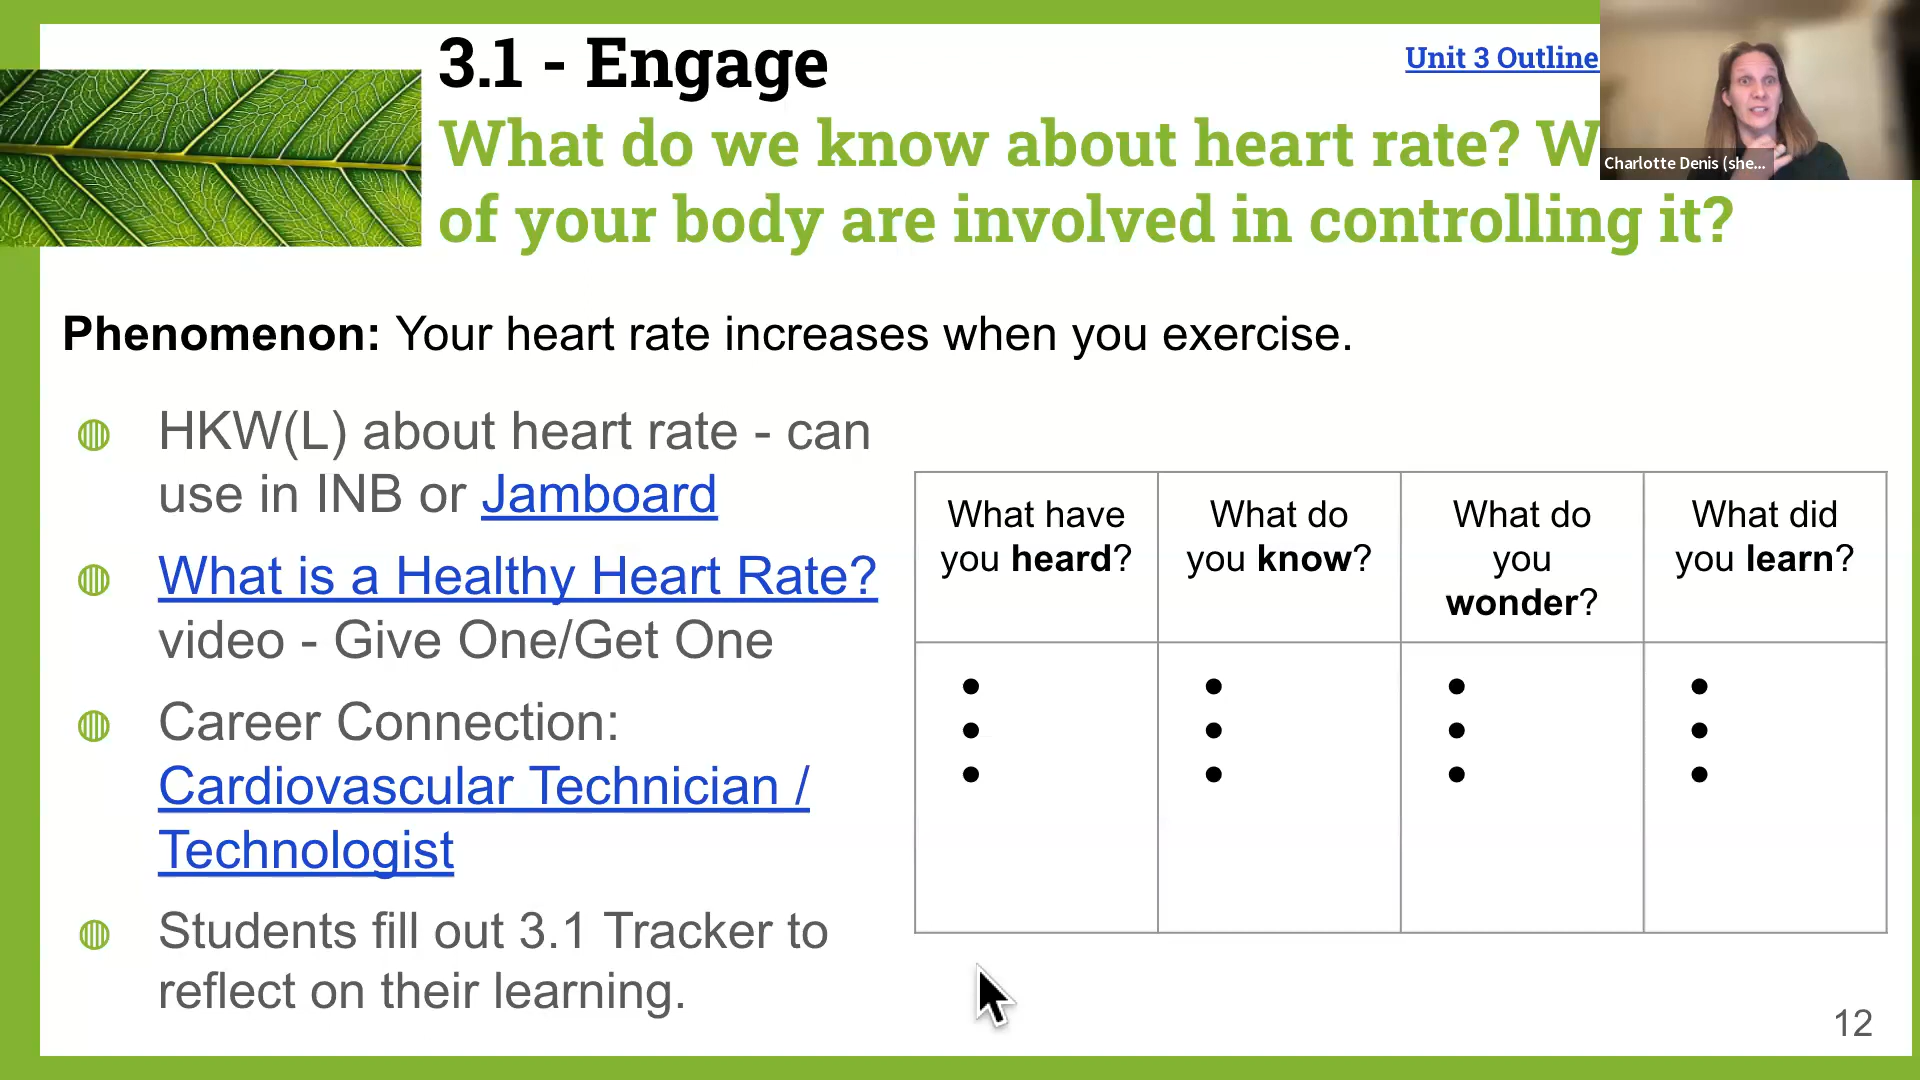 3.1 - Engage
Unit 3 Outline
What do we know about heart rate? W
of your body are involved in controlling it?
Charlotte Denis (she...
Phenomenon: Your heart rate increases when you exercise.
HKW(L) about heart rate - can
use in INB or Jamboard
What is a Healthy Heart Rate?
video - Give One/Get One
Career Connection:
Cardiovascular Technician /
Technologist
Students fill out 3.1 Tracker to
reflect on their learning.
What have
you heard?
What do
you know?
What do
you
wonder?
What did
you learn?
12